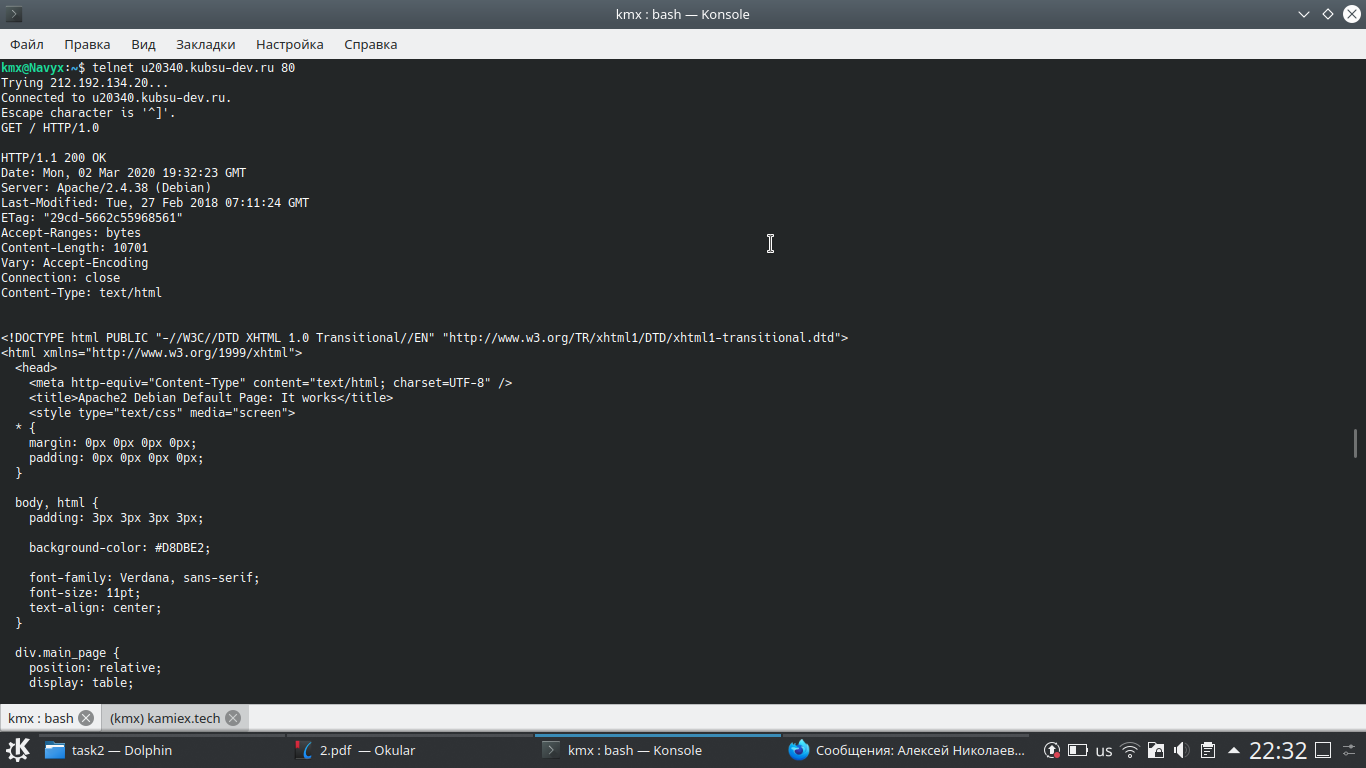 kmx : bash — Konsole
Файл Правка Вид Закладки Настройка Справка
kmx@Navyx:~$ telnet u20340.kubsu-dev.ru 80
Trying 212.192.134.20...
Connected to u20340.kubsu-dev.ru.
Escape character is '^]'.
GET / HTTP/1.0
HTTP/1.1 200 OK
Date: Mon, 02 Mar 2020 19:32:23 GMT
Server: Apache/2.4.38 (Debian)
Last-Modified: Tue, 27 Feb 2018 07:11:24 GMT
ETag: "29cd-5662c55968561"
Accept-Ranges: bytes
Content-Length: 10701
Vary: Accept-Encoding
Connection: close
Content-Type: text/html
<!DOCTYPE html PUBLIC "-//W3C//DTD XHTML 1.0 Transitional//EN" "http://www.w3.org/TR/xhtml1/DTD/xhtml1-transitional.dtd">
<html xmlns="http://www.w3.org/1999/xhtml">
  <head>
    <meta http-equiv="Content-Type" content="text/html; charset=UTF-8" />
    <title>Apache2 Debian Default Page: It works</title>
    <style type="text/css" media="screen">
  * {
    margin: 0px 0px 0px 0px;
    padding: 0px 0px 0px 0px;
  }
  body, html {
    padding: 3px 3px 3px 3px;
    background-color: #D8DBE2;
    font-family: Verdana, sans-serif;
    font-size: 11pt;
    text-align: center;
  }
  div.main_page {
    position: relative;
    display: table;
kmx : bash (kmx) kamiex.tech
task2 — Dolphin 2.pdf — Okular kmx : bash — Konsole Сообщения: Алексей Николаев... us 22:32